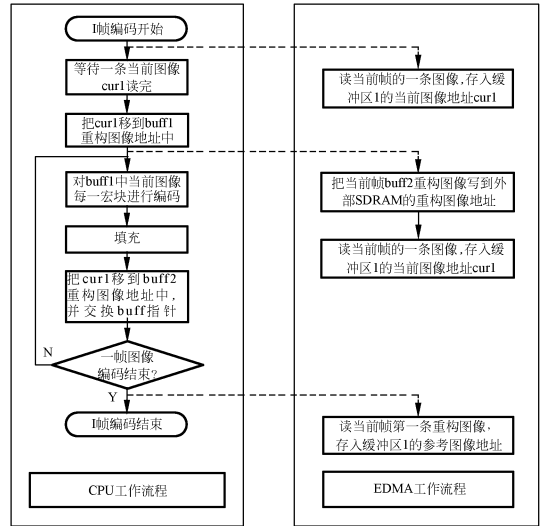 I帧编码开始
等待一条当前图像
cur1读完
把cur1移到buff1
重构图像地址中
对buff1中当前图像
每一宏块进行编码
填充
把cur1移到buff2
重构图像地址中,
并交换buff指针
N
一帧图像
编码结束?
Y
I帧编码结束
CPU工作流程
读当前帧的一条图像,存入缓
冲区1的当前图像地址cur1
把当前帧buff2重构图像写到外
部SDRAM的重构图像地址
读当前帧的一条图像,存入缓
冲区1的当前图像地址cur1
读当前帧第一条重构图像,
存入缓冲区1的参考图像地址
EDMA工作流程